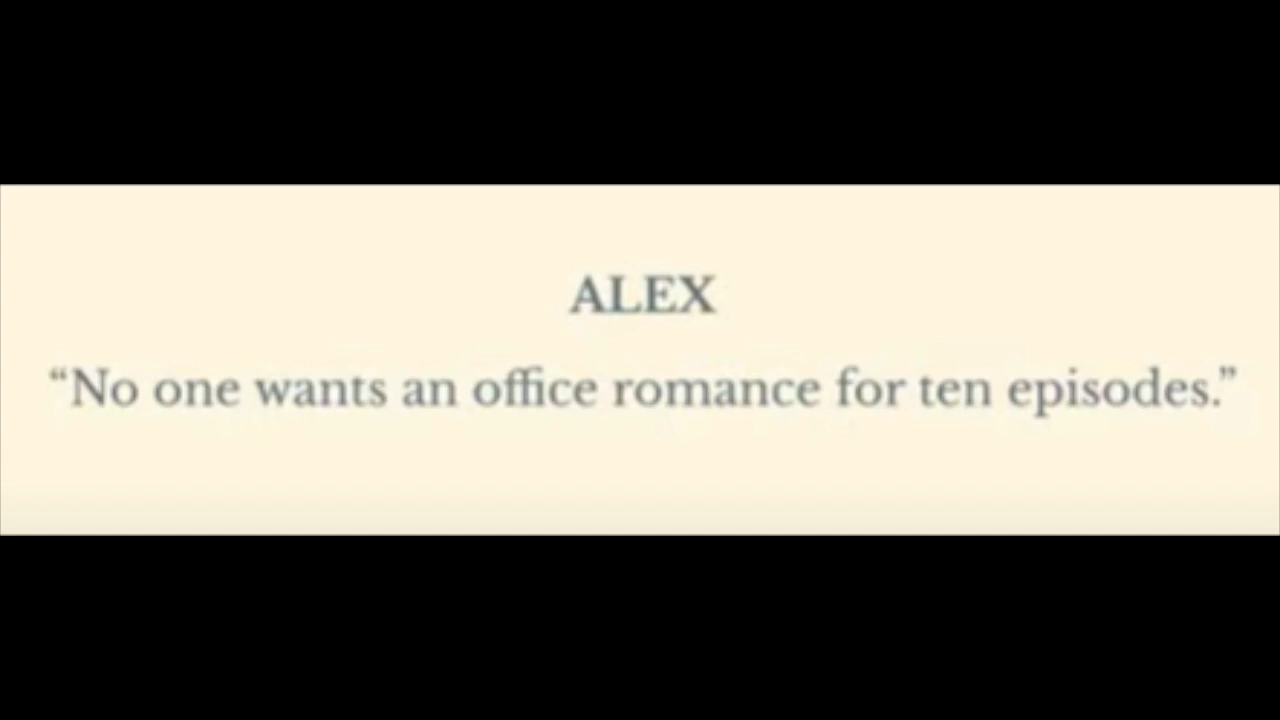 ALEX
“No one wants an office romance for ten episodes.”